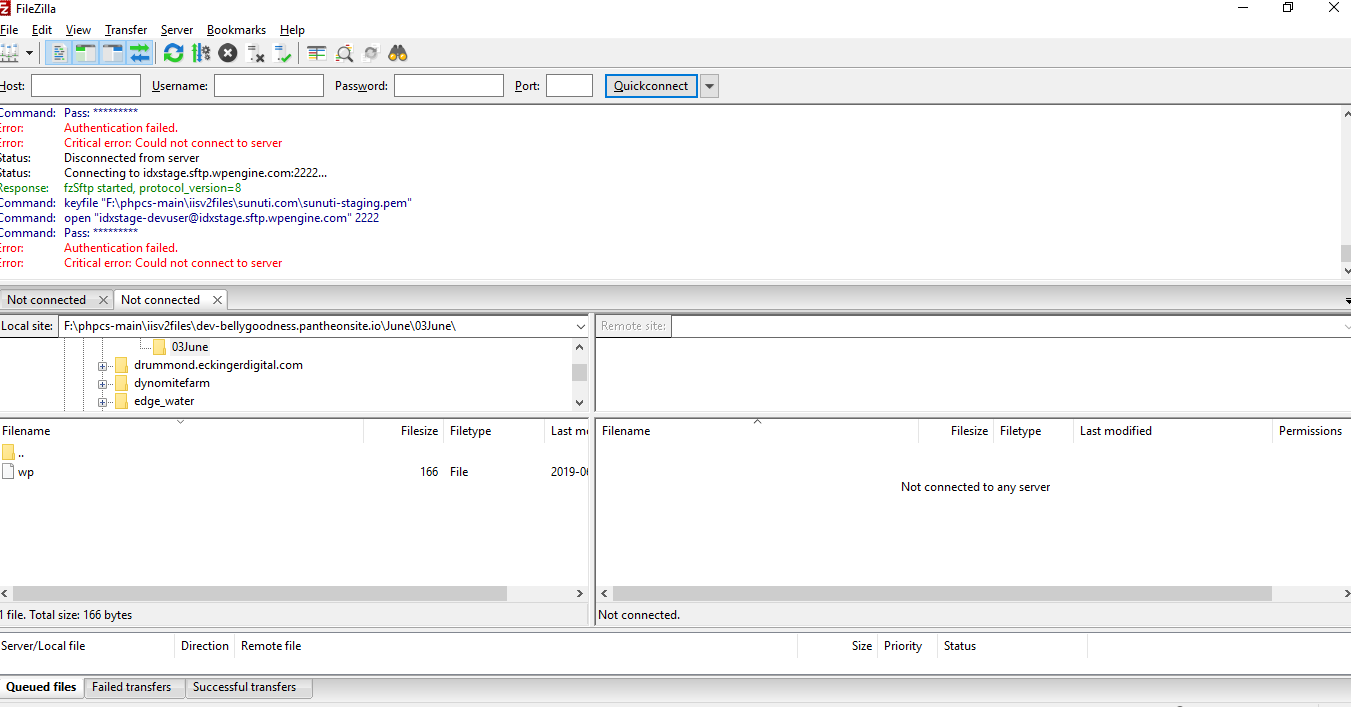 FileZilla
File Edit View Transfer Server Bookmarks Help
Host: Username: Password: Port: Quickconnect
Command: Pass: *********
Error: Authentication failed.
Error: Critical error: Could not connect to server
Status: Disconnected from server
Status: Connecting to idxstage.sftp.wpengine.com:2222...
Response: fzSftp started, protocol_version=8
Command: keyfile "F:\phpcs-main\iisv2files\sunuti.com\sunuti-staging.pem"
Command: open "idxstage-devuser@idxstage.sftp.wpengine.com" 2222
Command: Pass: *********
Error: Authentication failed.
Error: Critical error: Could not connect to server
Not connected Not connected
Local site: F:\phpcs-main\iisv2files\dev-bellygoodness.pantheonsite.io\June\03June\ Remote site:
03June
drummond.eckingerdigital.com
dynomitefarm
edge_water
Filename Filesize Filetype Last mo Filename Filesize Filetype Last modified Permissions
..
wp 166 File 2019-06
Not connected to any server
1 file. Total size: 166 bytes Not connected.
Server/Local file Direction Remote file Size Priority Status
Queued files Failed transfers Successful transfers